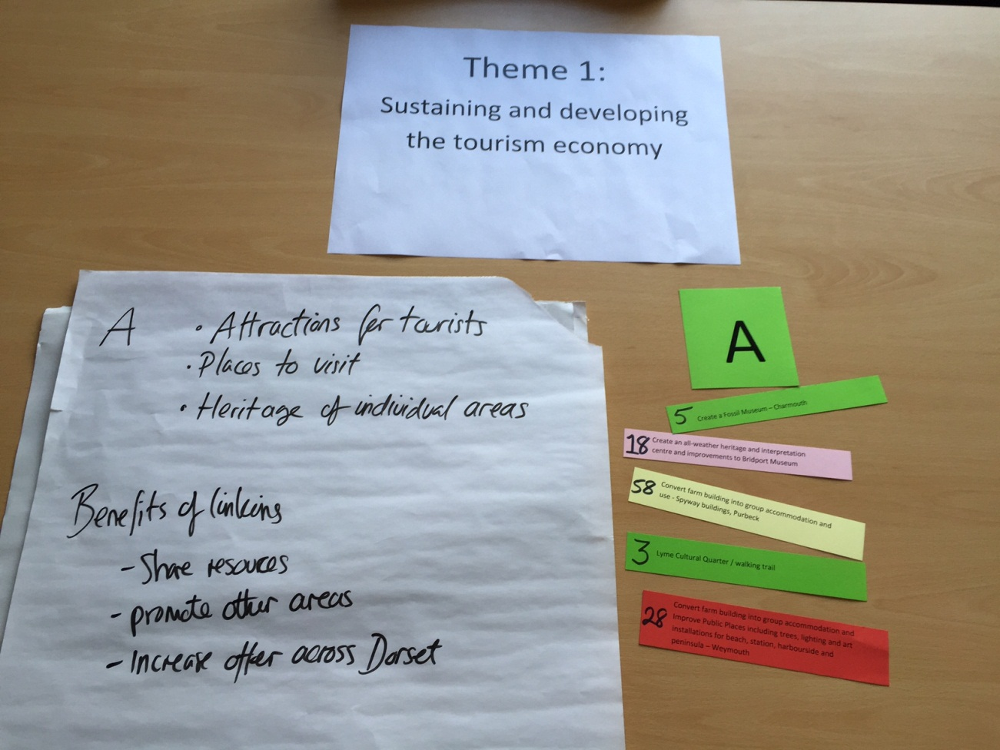 Theme 1:
Sustaining and developing
the tourism economy
A
• Attractions for tourists
• Places to visit
• Heritage of individual areas
Benefits of linking
- Share resources
- promote other areas
- Increase offer across Dorset
A
5 Create a Fossil Museum – Charmouth
18 Create an all-weather heritage and interpretation
centre and improvements to Bridport Museum
58 Convert farm building into group accommodation and
use - Spyway buildings, Purbeck
3 Lyme Cultural Quarter / walking trail
28 Convert farm building into group accommodation and
Improve Public Places including trees, lighting and art
installations for beach, station, harbourside and
peninsula – Weymouth